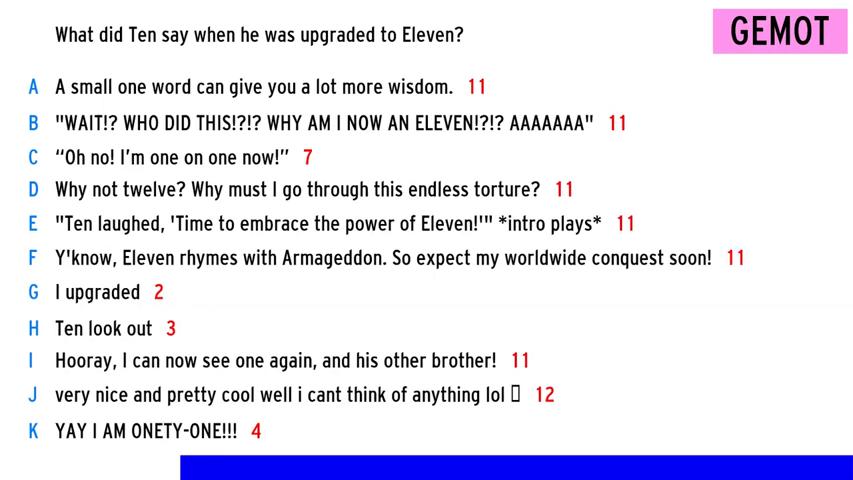 What did Ten say when he was upgraded to Eleven?
GEMOT
A A small one word can give you a lot more wisdom. 11
B "WAIT!? WHO DID THIS!?!? WHY AM I NOW AN ELEVEN!?!? AAAAAAA" 11
C “Oh no! I’m one on one now!” 7
D Why not twelve? Why must I go through this endless torture? 11
E "Ten laughed, 'Time to embrace the power of Eleven!'" *intro plays* 11
F Y'know, Eleven rhymes with Armageddon. So expect my worldwide conquest soon! 11
G I upgraded 2
H Ten look out 3
I Hooray, I can now see one again, and his other brother! 11
J very nice and pretty cool well i cant think of anything lol ▯ 12
K YAY I AM ONETY-ONE!!! 4